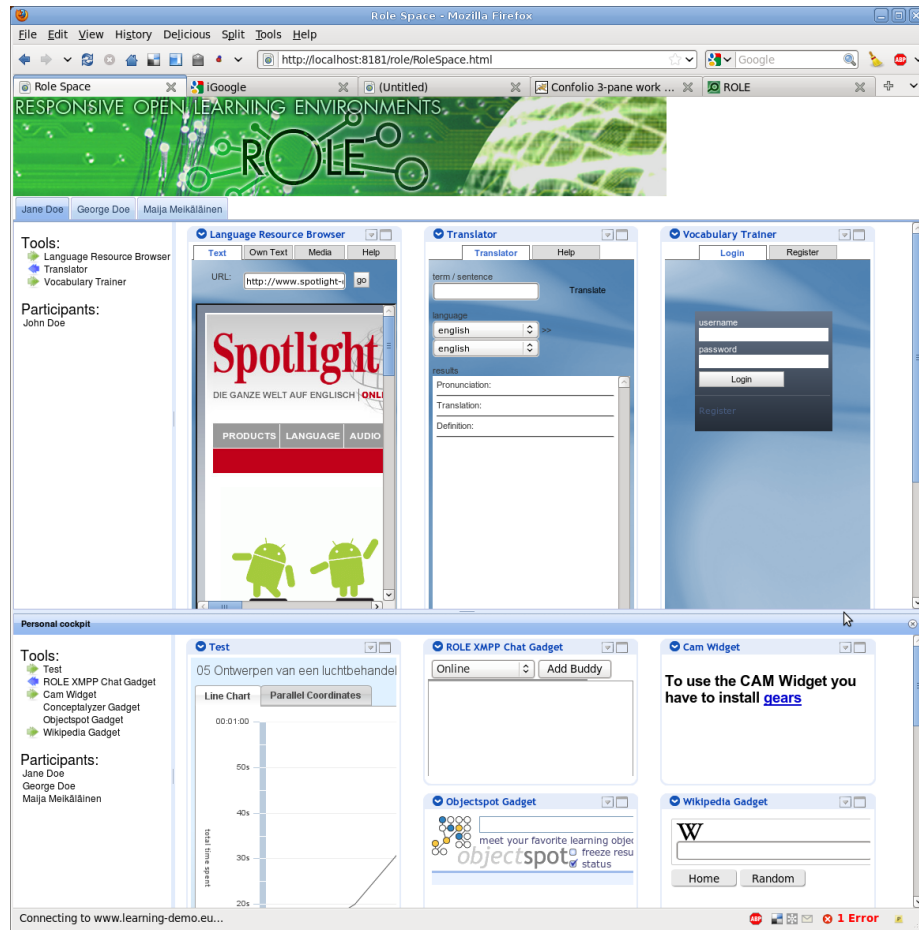 Role Space - Mozilla Firefox
File Edit View History Delicious Split Tools Help
http://localhost:8181/role/RoleSpace.html
Google
Role Space
iGoogle
(Untitled)
Confolio 3-pane work ...
ROLE
RESPONSIVE OPEN LEARNING ENVIRONMENTS
ROLE
Jane Doe
George Doe
Maija Meikäläinen
Tools:
Language Resource Browser
Translator
Vocabulary Trainer
Participants:
John Doe
Language Resource Browser
Text
Own Text
Media
Help
URL:
http://www.spotlight-
go
Spotlight
DIE GANZE WELT AUF ENGLISCH
PRODUCTS
LANGUAGE
AUDIO
Translator
Translator
Help
term / sentence
Translate
language
english
>>
english
results
Pronunciation:
Translation:
Definition:
Vocabulary Trainer
Login
Register
username
password
Login
Register
Personal cockpit
Tools:
Test
ROLE XMPP Chat Gadget
Cam Widget
Conceptalyzer Gadget
Objectspot Gadget
Wikipedia Gadget
Participants:
Jane Doe
George Doe
Maija Meikäläinen
Test
05 Ontwerpen van een luchtbehandel
Line Chart
Parallel Coordinates
00:01:00
50s
40s
30s
20s
total time spent
ROLE XMPP Chat Gadget
Online
Add Buddy
Cam Widget
To use the CAM Widget you
have to install gears
Objectspot Gadget
meet your favorite learning objec
objectspot
freeze resu
status
Wikipedia Gadget
W
Home
Random
Connecting to www.learning-demo.eu...
ABP
1 Error